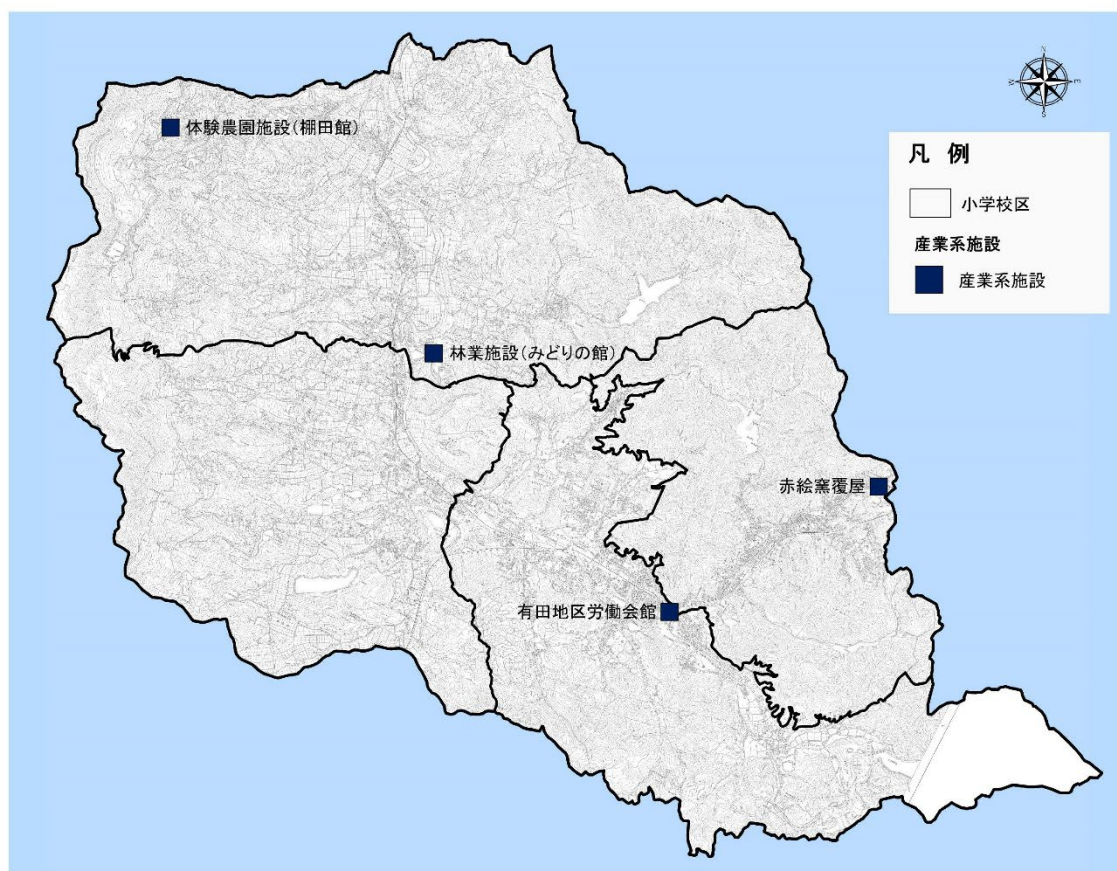 N
W
E
S
体験農園施設(棚田館)
凡 例
小学校区
産業系施設
産業系施設
林業施設(みどりの館)
赤絵窯覆屋
有田地区労働会館